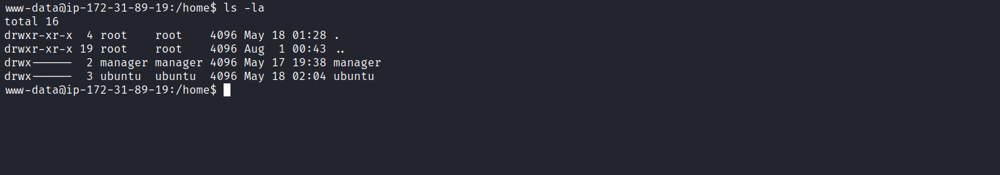 www-data@ip-172-31-89-19:/home$ ls -la
total 16
drwxr-xr-x  4 root    root    4096 May 18 01:28 .
drwxr-xr-x 19 root    root    4096 Aug  1 00:43 ..
drwx------  2 manager manager 4096 May 17 19:38 manager
drwx------  3 ubuntu  ubuntu  4096 May 18 02:04 ubuntu
www-data@ip-172-31-89-19:/home$